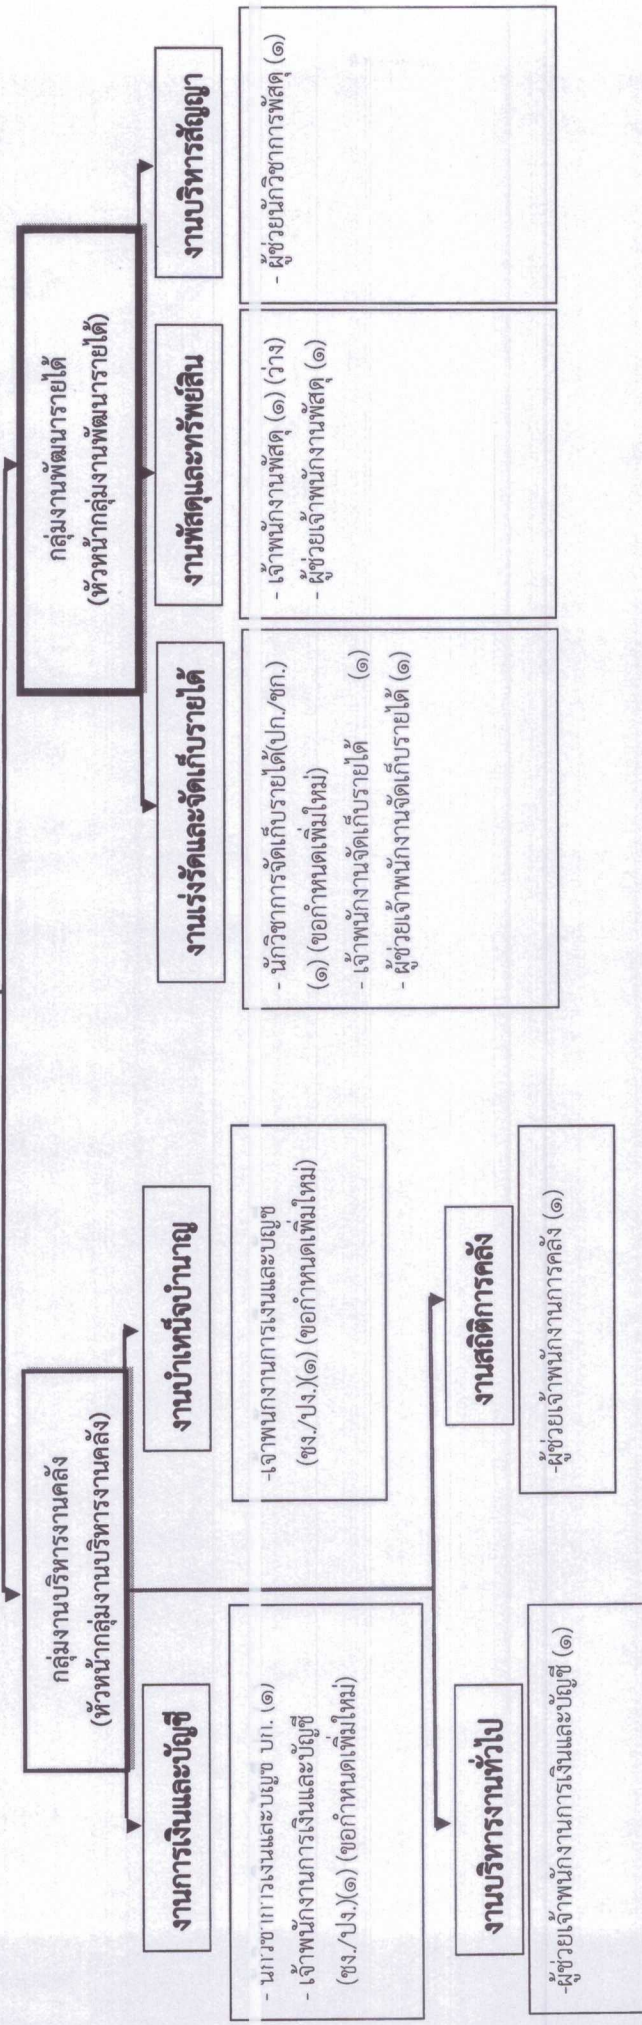 กลุ่มงานบริหารงานคลัง
(หัวหน้ากลุ่มงานบริหารงานคลัง)
งานการเงินและบัญชี
- นักวิชาการเงินและบัญชี ปก. (๑)
- เจ้าพนักงานการเงินและบัญชี
(ชง./ปง.)(๑) (ขอกำหนดเพิ่มใหม่)
งานบำเหน็จบำนาญ
-เจ้าพนักงานการเงินและบัญชี
(ชง./ปง.)(๑) (ขอกำหนดเพิ่มใหม่)
งานบริหารงานทั่วไป
-ผู้ช่วยเจ้าพนักงานการเงินและบัญชี (๑)
งานสถิติการคลัง
-ผู้ช่วยเจ้าพนักงานการคลัง (๑)
กลุ่มงานพัฒนารายได้
(หัวหน้ากลุ่มงานพัฒนารายได้)
งานเร่งรัดและจัดเก็บรายได้
- นักวิชาการจัดเก็บรายได้(ปก./ชก.)
(๑) (ขอกำหนดเพิ่มใหม่)
- เจ้าพนักงานจัดเก็บรายได้ (๑)
- ผู้ช่วยเจ้าพนักงานจัดเก็บรายได้ (๑)
งานพัสดุและทรัพย์สิน
- เจ้าพนักงานพัสดุ (๑) (ว่าง)
- ผู้ช่วยเจ้าพนักงานพัสดุ (๑)
งานบริหารสัญญา
- ผู้ช่วยนักวิชาการพัสดุ (๑)